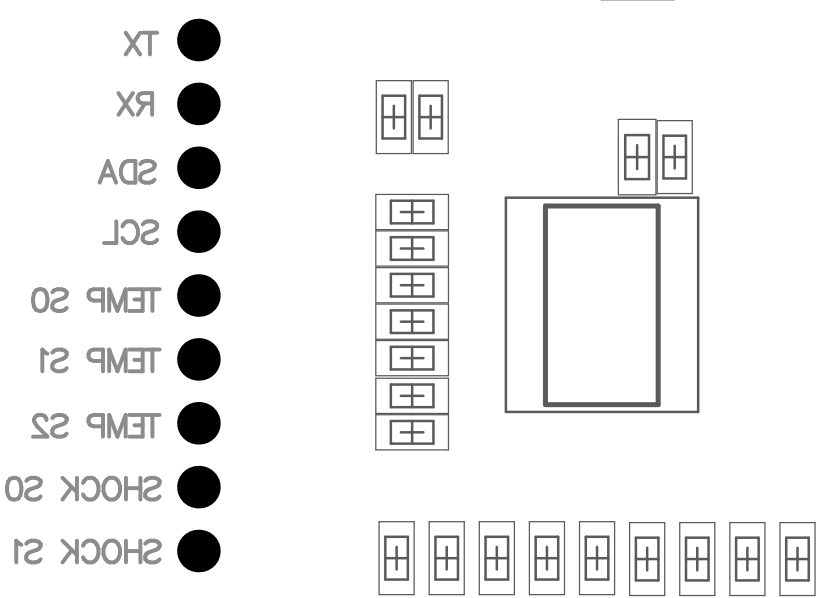 TX
RX
SDA
SCL
TEMP S0
TEMP S1
TEMP S2
SHOCK S0
SHOCK S1